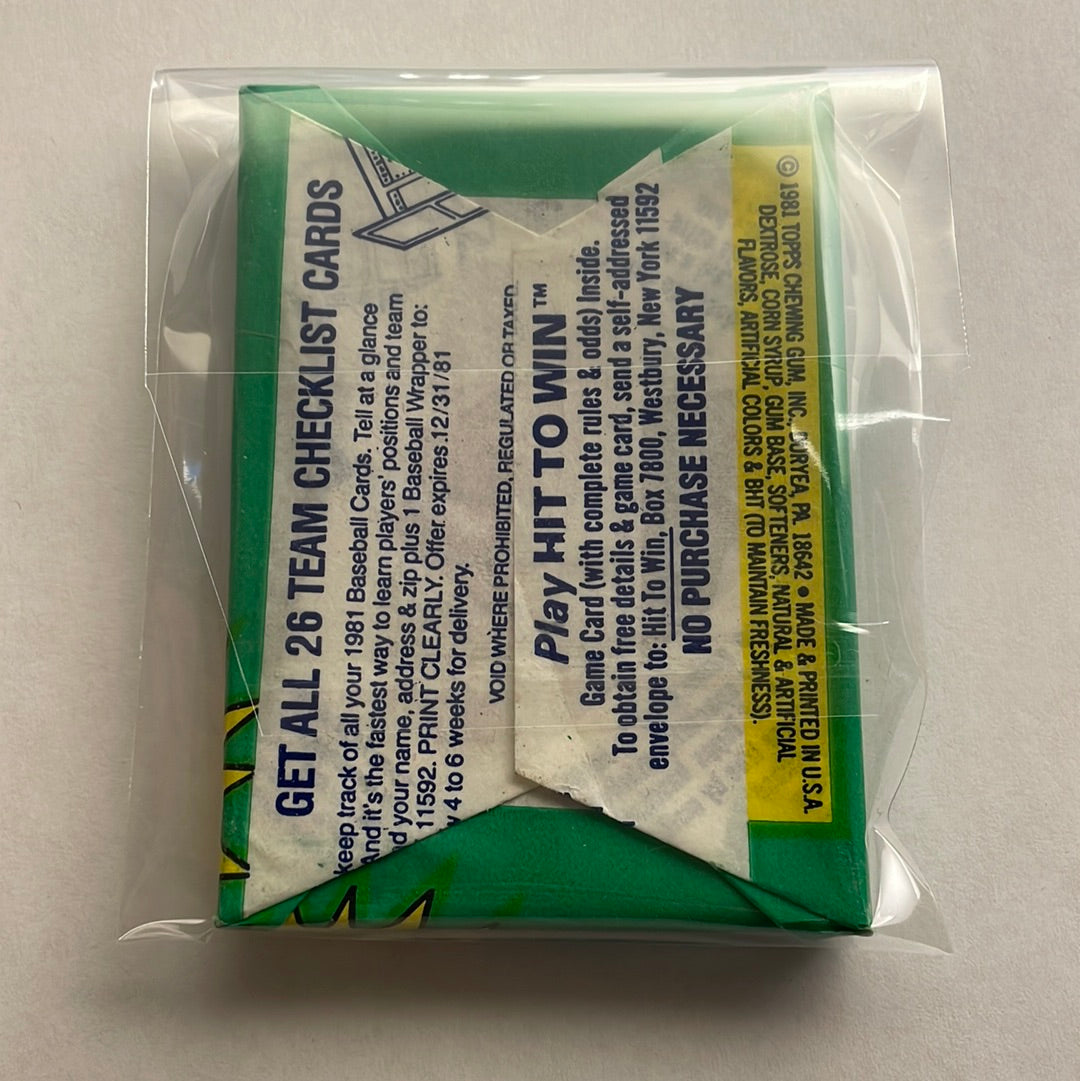 GET ALL 26 TEAM CHECKLIST CARDS
keep track of all your 1981 Baseball Cards. Tell at a glance
And it's the fastest way to learn players' positions and team
your name, address & zip plus 1 Baseball Wrapper to:
11592. PRINT CLEARLY. Offer expires 12/31/81
4 to 6 weeks for delivery.
VOID WHERE PROHIBITED, REGULATED OR TAXED
Play HIT TO WIN™
Game Card (with complete rules & odds) Inside.
To obtain free details & game card, send a self-addressed
envelope to: Hit To Win, Box 7800, Westbury, New York 11592
NO PURCHASE NECESSARY
© 1981 TOPPS CHEWING GUM, INC., DURYEA, PA. 18642 • MADE & PRINTED IN U.S.A.
DEXTROSE, CORN SYRUP, GUM BASE, SOFTENERS, NATURAL & ARTIFICIAL
FLAVORS, ARTIFICIAL COLORS & BHT (TO MAINTAIN FRESHNESS).